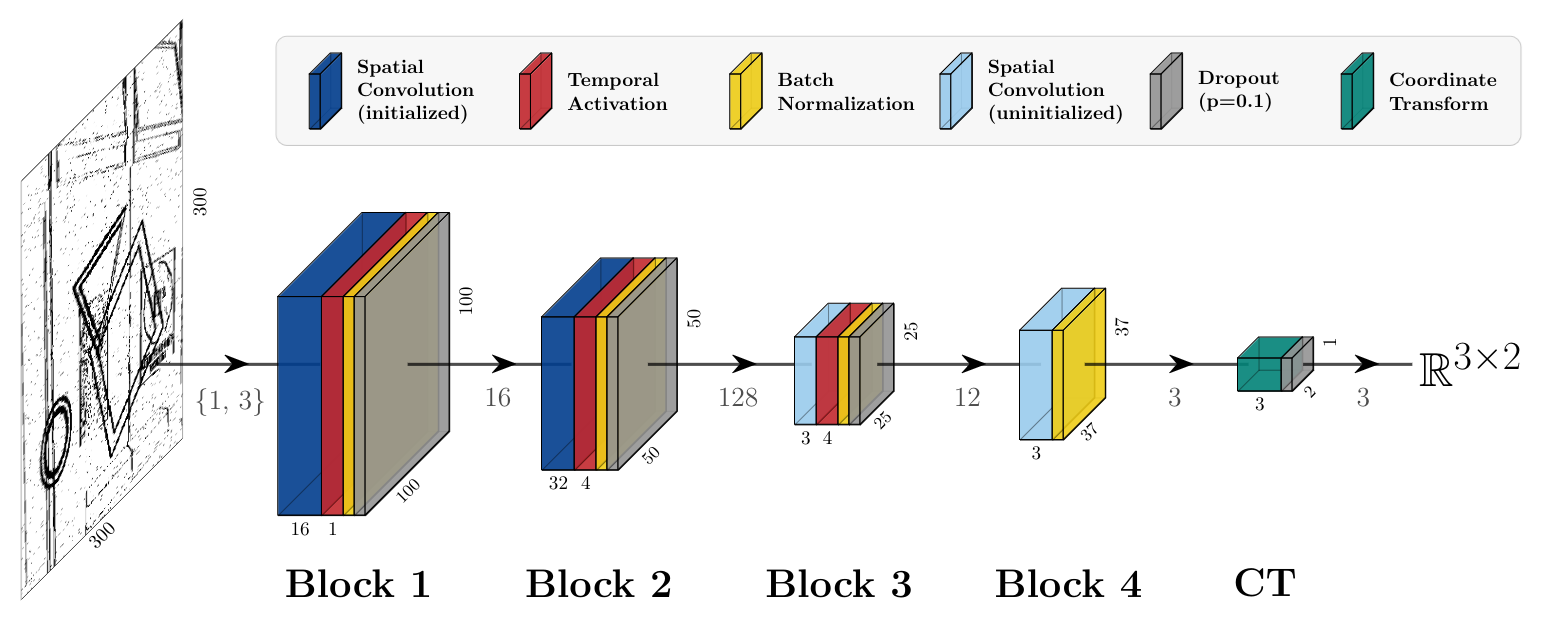 Spatial
Convolution
(initialized)
Temporal
Activation
Batch
Normalization
Spatial
Convolution
(uninitialized)
Dropout
(p=0.1)
Coordinate
Transform
300
300
{1, 3}
100
100
16 1
16
50
50
32 4
128
25
25
3 4
12
37
37
3
3
1
2
3
3
ℝ^{3×2}
Block 1
Block 2
Block 3
Block 4
CT